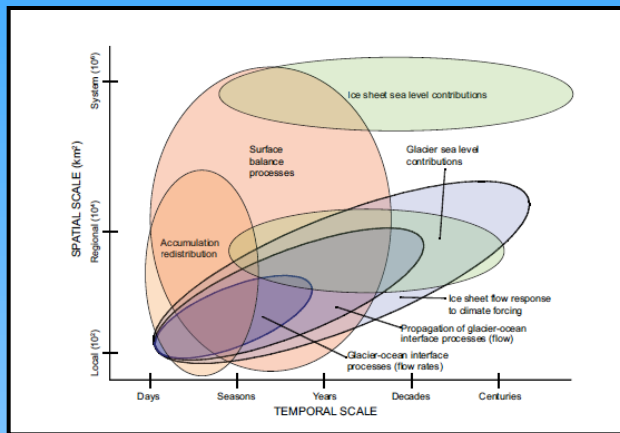 SPATIAL SCALE (km²)
System (10⁶)
Regional (10⁴)
Local (10²)
Ice sheet sea level contributions
Surface
balance
processes
Glacier sea level
contributions
Accumulation
redistribution
Ice sheet flow response
to climate forcing
Propagation of glacier-ocean
interface processes (flow)
Glacier-ocean interface
processes (flow rates)
Days
Seasons
Years
Decades
Centuries
TEMPORAL SCALE